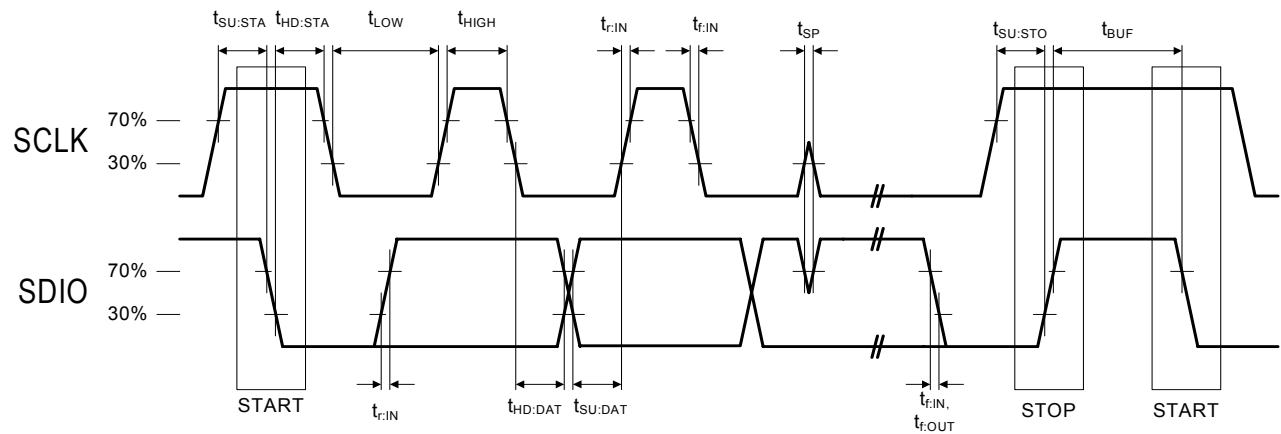 tSU:STA tHD:STA tLOW tHIGH tr:IN tf:IN tSP tSU:STO tBUF
SCLK
70%
30%
SDIO
70%
30%
START
tr:IN
tHD:DAT tSU:DAT
tf:IN,
tf:OUT
STOP
START